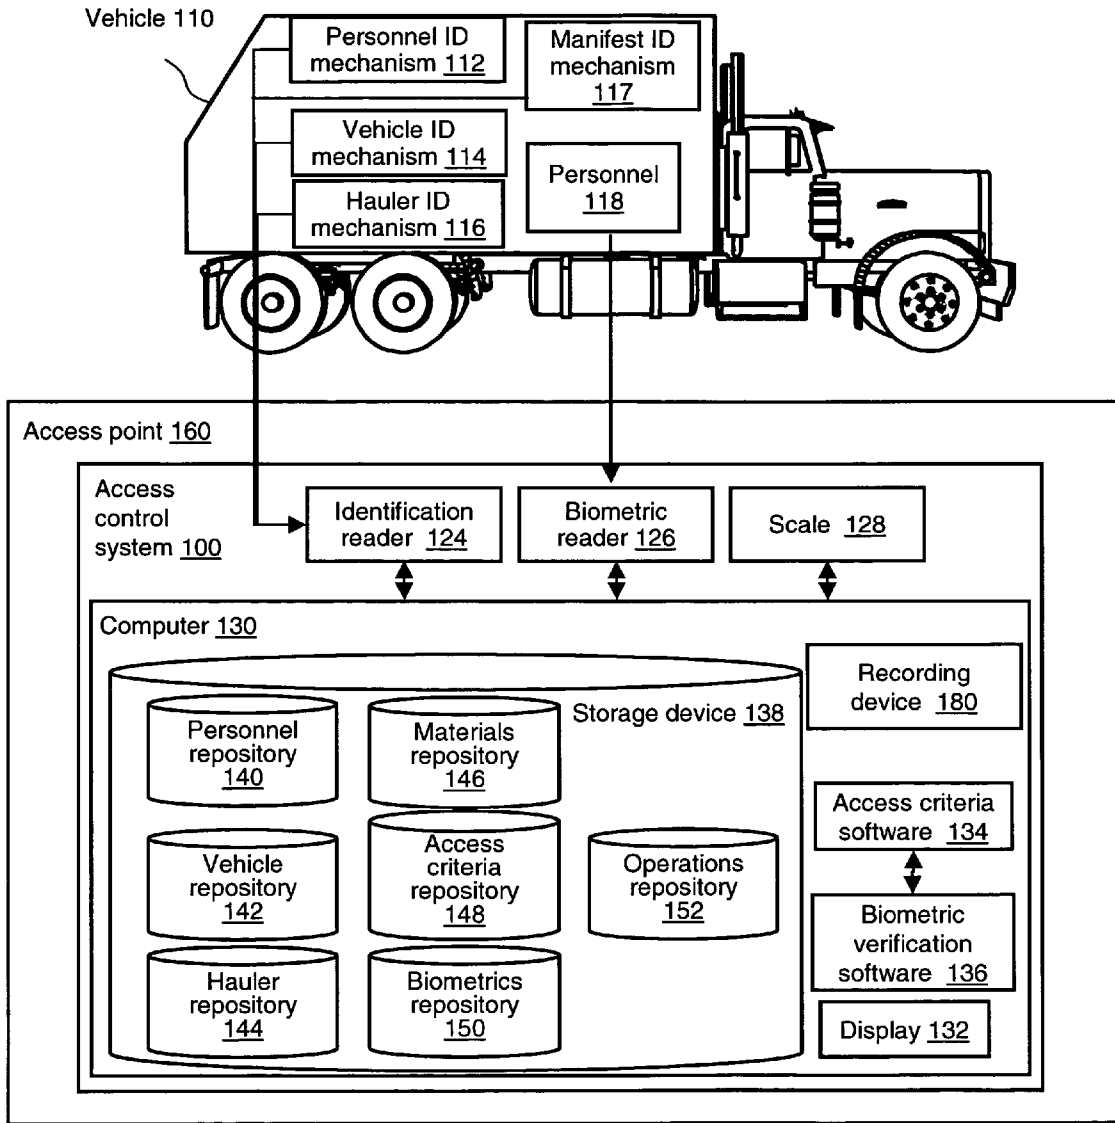 Vehicle 110
Personnel ID
mechanism 112
Manifest ID
mechanism
117
Vehicle ID
mechanism 114
Personnel
118
Hauler ID
mechanism 116
Access point 160
Access
control
system 100
Identification
reader 124
Biometric
reader 126
Scale 128
Computer 130
Storage device 138
Recording
device 180
Personnel
repository
140
Materials
repository
146
Access criteria
software 134
Vehicle
repository
142
Access
criteria
repository
148
Operations
repository
152
Biometric
verification
software 136
Hauler
repository
144
Biometrics
repository
150
Display 132